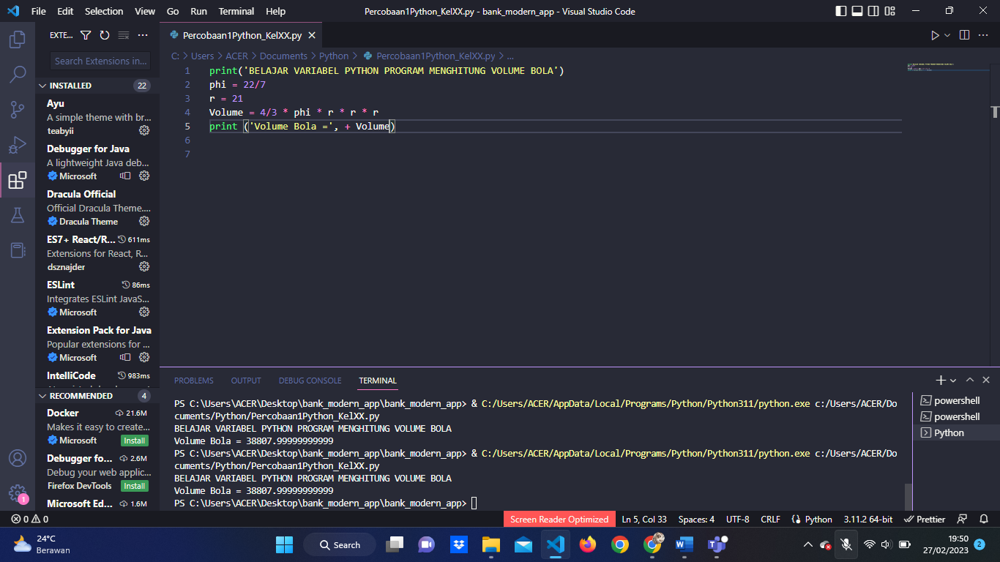 File Edit Selection View Go Run Terminal Help
Percobaan1Python_KelXX.py - bank_modern_app - Visual Studio Code
EXTE...
Search Extensions in...
INSTALLED 22
Ayu
A simple theme with br...
teabyii
Debugger for Java
A lightweight Java deb...
Microsoft
Dracula Official
Official Dracula Theme....
Dracula Theme
ES7+ React/R... 611ms
Extensions for React, R...
dsznajder
ESLint 86ms
Integrates ESLint JavaS...
Microsoft
Extension Pack for Java
Popular extensions for ...
Microsoft
IntelliCode 983ms
RECOMMENDED 4
Docker 21.6M
Makes it easy to create...
Microsoft Install
Debugger fo... 2.6M
Debug your web applic...
Firefox DevTools Install
Microsoft Ed... 1.6M
1
Percobaan1Python_KelXX.py
C: > Users > ACER > Documents > Python > Percobaan1Python_KelXX.py > ...
1 print('BELAJAR VARIABEL PYTHON PROGRAM MENGHITUNG VOLUME BOLA')
2 phi = 22/7
3 r = 21
4 Volume = 4/3 * phi * r * r * r
5 print ('Volume Bola =', + Volume)
6
7
PROBLEMS OUTPUT DEBUG CONSOLE TERMINAL
PS C:\Users\ACER\Desktop\bank_modern_app\bank_modern_app> & C:/Users/ACER/AppData/Local/Programs/Python/Python311/python.exe c:/Users/ACER/Do
cuments/Python/Percobaan1Python_KelXX.py
BELAJAR VARIABEL PYTHON PROGRAM MENGHITUNG VOLUME BOLA
Volume Bola = 38807.99999999999
PS C:\Users\ACER\Desktop\bank_modern_app\bank_modern_app> & C:/Users/ACER/AppData/Local/Programs/Python/Python311/python.exe c:/Users/ACER/Do
cuments/Python/Percobaan1Python_KelXX.py
BELAJAR VARIABEL PYTHON PROGRAM MENGHITUNG VOLUME BOLA
Volume Bola = 38807.99999999999
PS C:\Users\ACER\Desktop\bank_modern_app\bank_modern_app>
powershell
powershell
Python
0 0
Screen Reader Optimized Ln 5, Col 33 Spaces: 4 UTF-8 CRLF Python 3.11.2 64-bit Prettier
24°C
Berawan
Search
19:50
27/02/2023 2